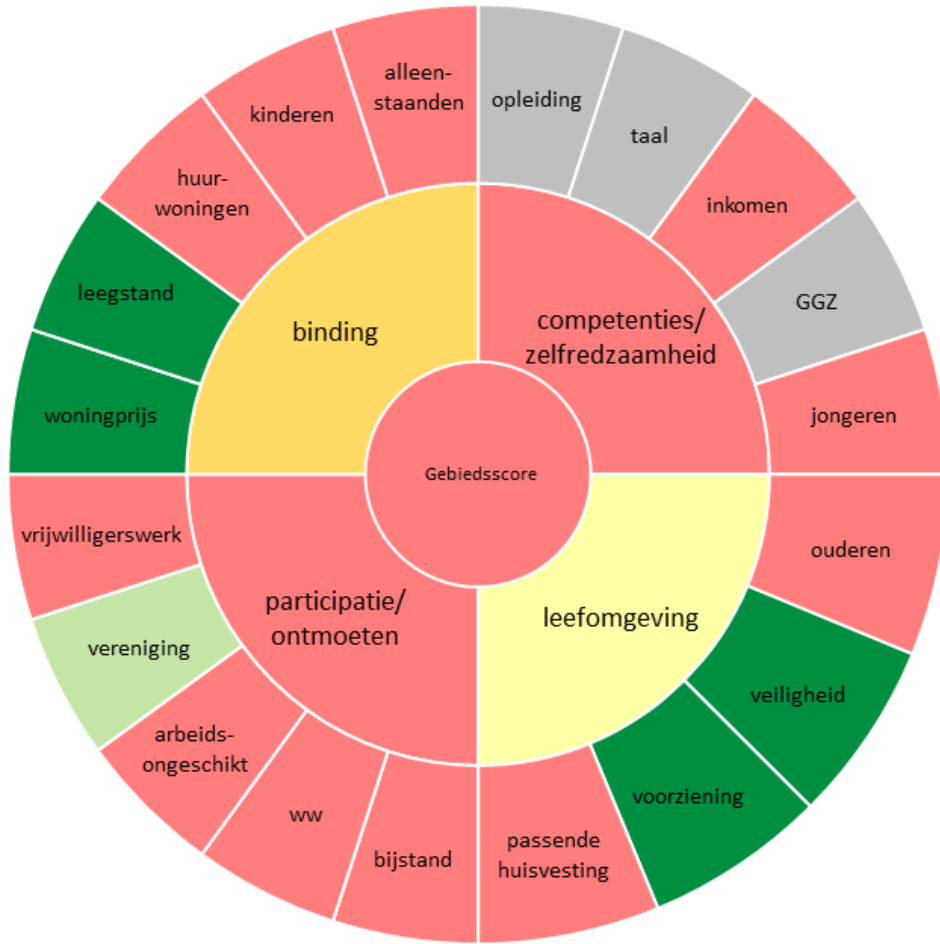 alleen-
staanden
opleiding
kinderen
taal
huur-
woningen
inkomen
leegstand
GGZ
binding
competenties/
zelfredzaamheid
woningprijs
jongeren
Gebiedsscore
vrijwilligerswerk
ouderen
participatie/
ontmoeten
leefomgeving
vereniging
veiligheid
arbeids-
ongeschikt
voorziening
ww
bijstand
passende
huisvesting